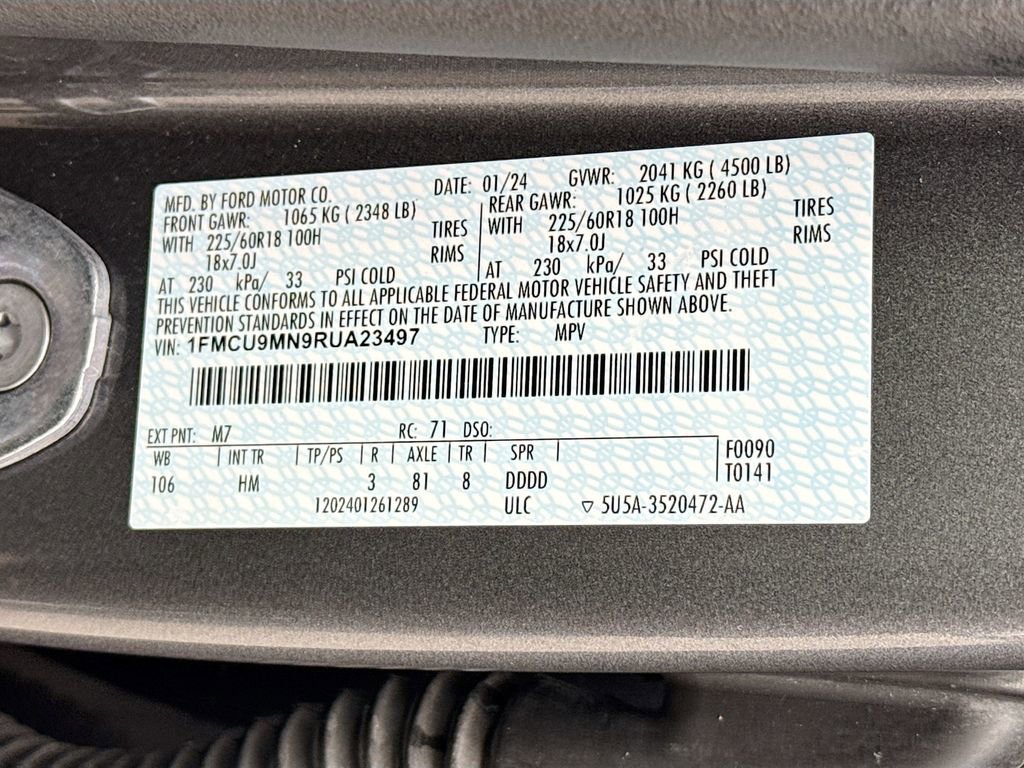 MFD. BY FORD MOTOR CO. DATE: 01/24 GVWR: 2041 KG ( 4500 LB)
FRONT GAWR: 1065 KG ( 2348 LB) REAR GAWR: 1025 KG ( 2260 LB)
WITH 225/60R18 100H TIRES WITH 225/60R18 100H TIRES
18x7.0J RIMS 18x7.0J RIMS
AT 230 kPa/ 33 PSI COLD AT 230 kPa/ 33 PSI COLD
THIS VEHICLE CONFORMS TO ALL APPLICABLE FEDERAL MOTOR VEHICLE SAFETY AND THEFT
PREVENTION STANDARDS IN EFFECT ON THE DATE OF MANUFACTURE SHOWN ABOVE.
VIN: 1FMCU9MN9RUA23497 TYPE: MPV
EXT PNT: M7 RC: 71 DSO:
WB | INT TR | TP/PS | R | AXLE | TR | SPR F0090
106 HM 3 81 8 DDDD T0141
1202401261289 ULC ▽ 5U5A-3520472-AA